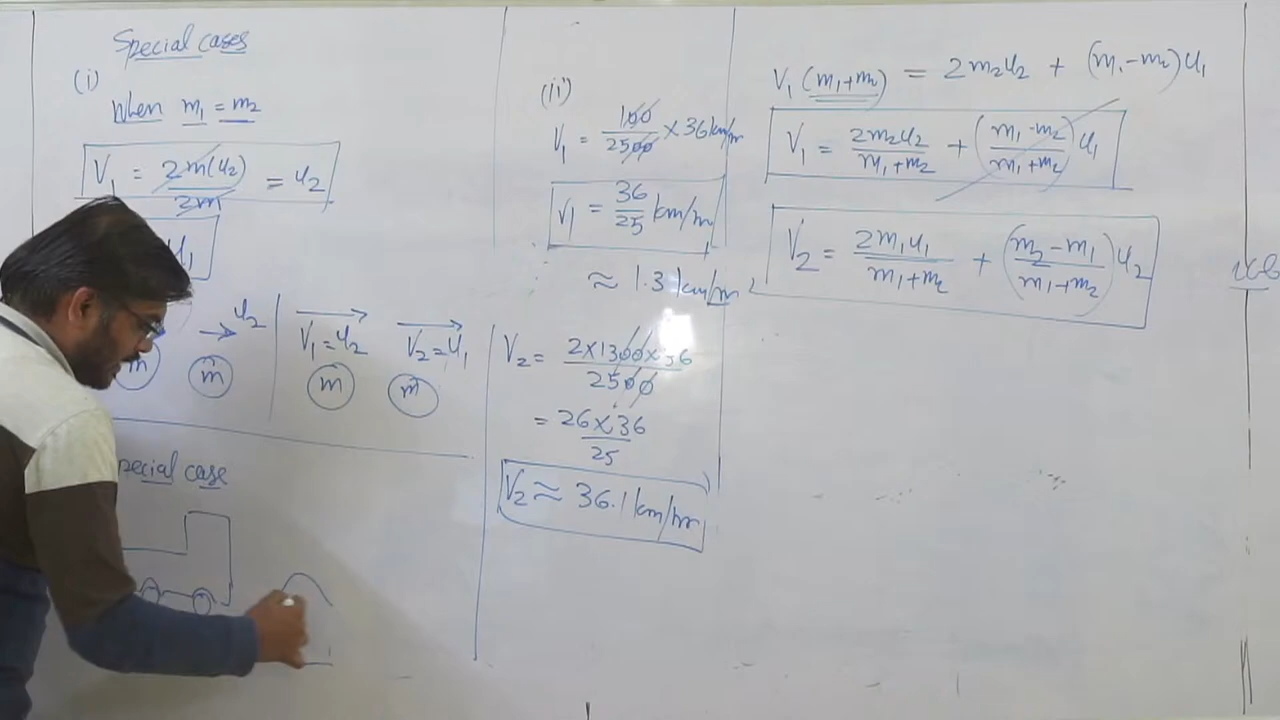 Special cases
(i)
When m₁ = m₂
V₁ = 2m(u₂)/2m = u₂
u₁
u₂
m
m
V₁=u₂ V₂=u₁
m m
pecial case
(ii)
V₁ = 100/2500 × 36 km/hr
V₁ = 36/25 km/hr
≈ 1.3 km/hr
V₂ = 2×1300×36/2500
= 26×36/25
V₂ ≈ 36.1 km/hr
V₁ (m₁+m₂) = 2m₂u₂ + (m₁-m₂)u₁
V₁ = 2m₂u₂/m₁+m₂ + (m₁-m₂/m₁+m₂)u₁
V₂ = 2m₁u₁/m₁+m₂ + (m₂-m₁/m₁+m₂)u₂